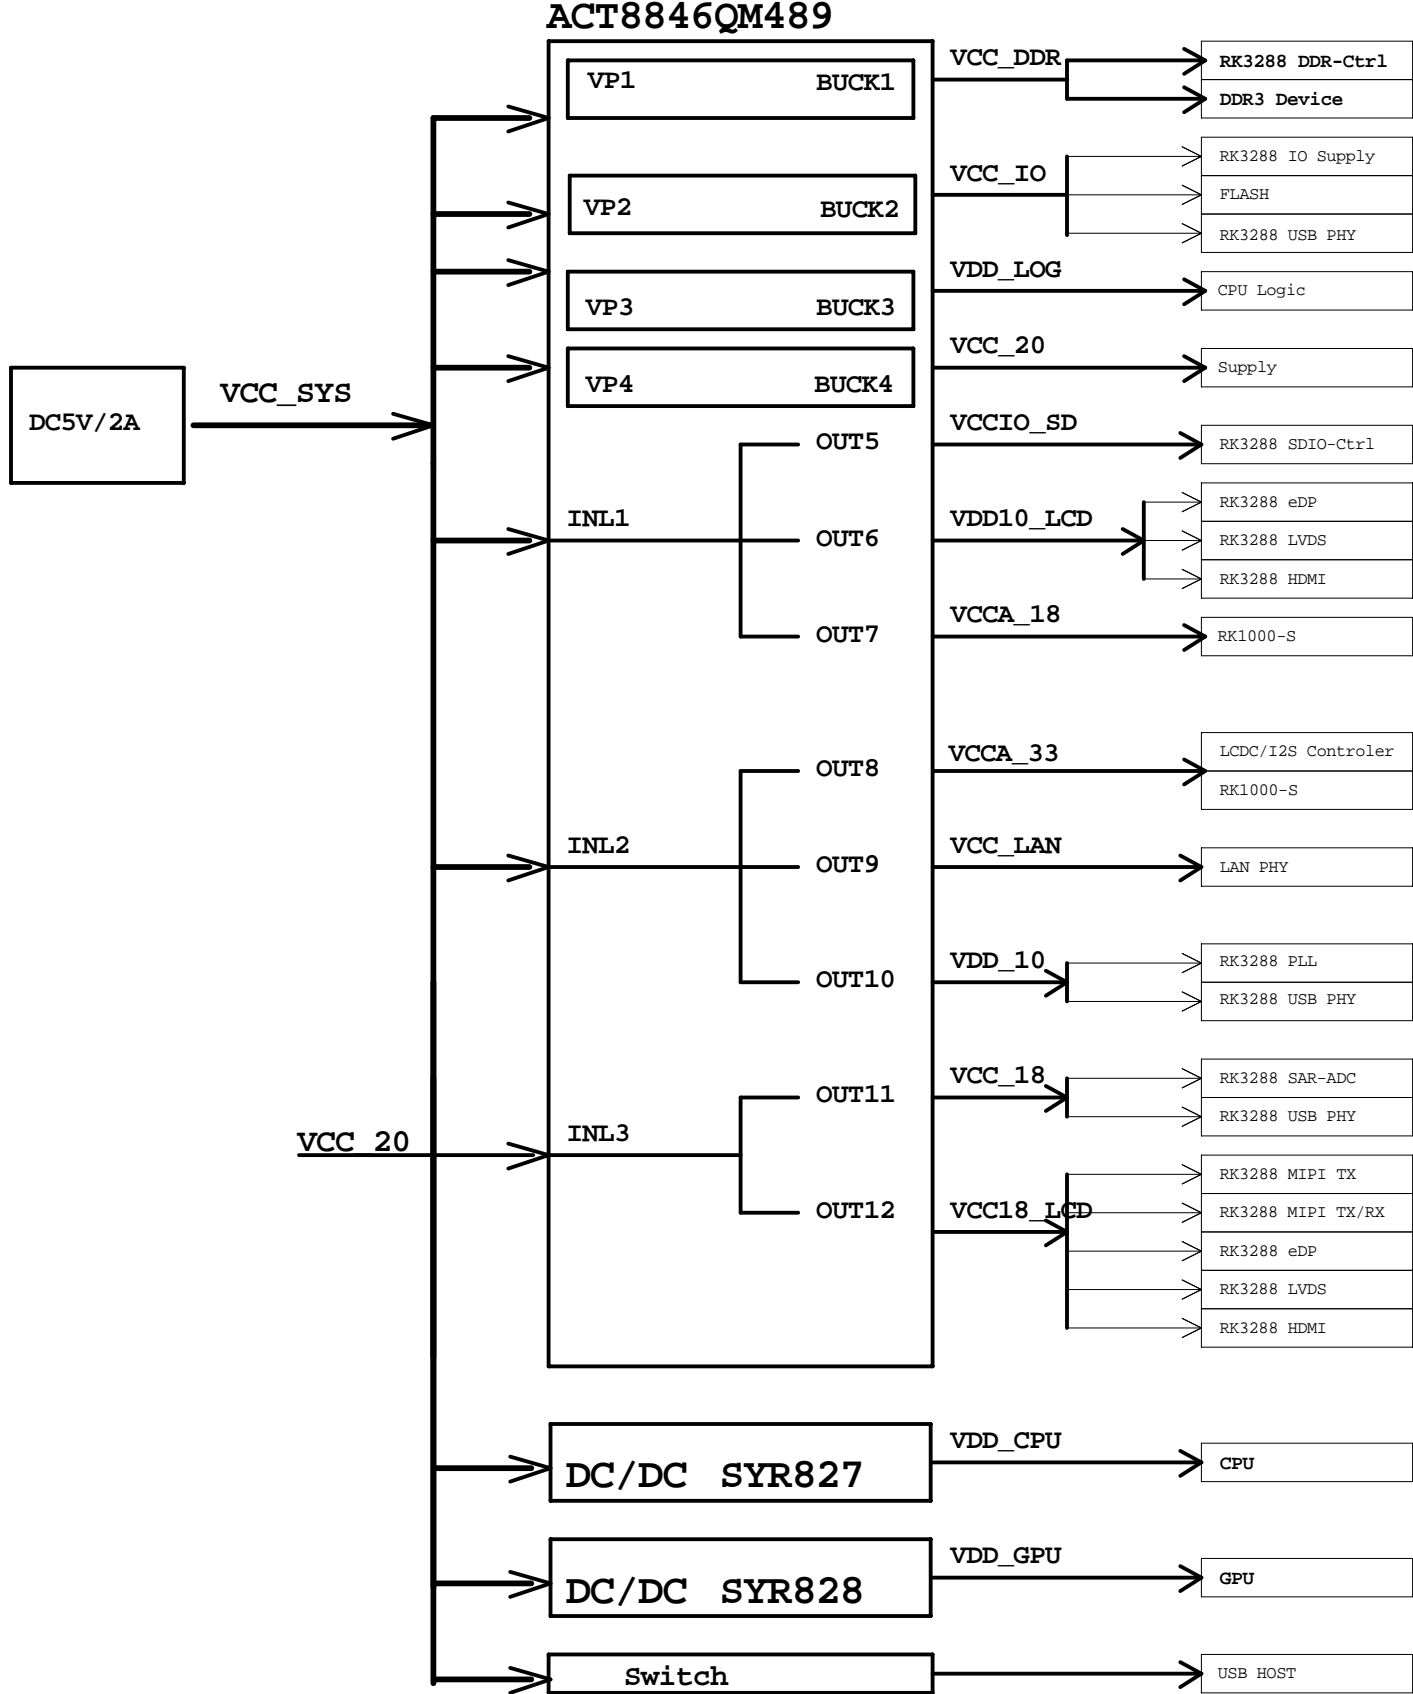 ACT8846QM489
VP1 BUCK1
VCC_DDR
RK3288 DDR-Ctrl
DDR3 Device
VP2 BUCK2
VCC_IO
RK3288 IO Supply
FLASH
RK3288 USB PHY
VP3 BUCK3
VDD_LOG
CPU Logic
VP4 BUCK4
VCC_20
Supply
DC5V/2A
VCC_SYS
OUT5
VCCIO_SD
RK3288 SDIO-Ctrl
INL1
OUT6
VDD10_LCD
RK3288 eDP
RK3288 LVDS
RK3288 HDMI
OUT7
VCCA_18
RK1000-S
OUT8
VCCA_33
LCDC/I2S Controler
RK1000-S
INL2
OUT9
VCC_LAN
LAN PHY
OUT10
VDD_10
RK3288 PLL
RK3288 USB PHY
OUT11
VCC_18
RK3288 SAR-ADC
RK3288 USB PHY
VCC_20
INL3
OUT12
VCC18_LCD
RK3288 MIPI TX
RK3288 MIPI TX/RX
RK3288 eDP
RK3288 LVDS
RK3288 HDMI
DC/DC SYR827
VDD_CPU
CPU
DC/DC SYR828
VDD_GPU
GPU
Switch
USB HOST